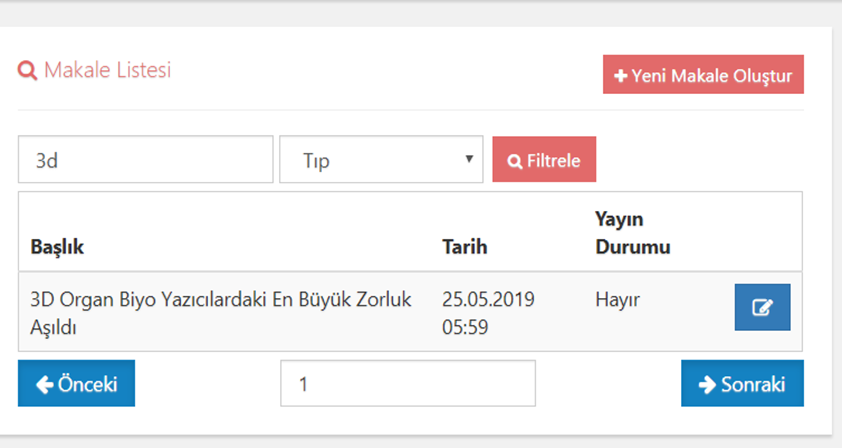 Makale Listesi
+ Yeni Makale Oluştur
3d
Tıp
Filtrele
Başlık
Tarih
Yayın
Durumu
3D Organ Biyo Yazıcılardaki En Büyük Zorluk
Aşıldı
25.05.2019
05:59
Hayır
Önceki
1
Sonraki